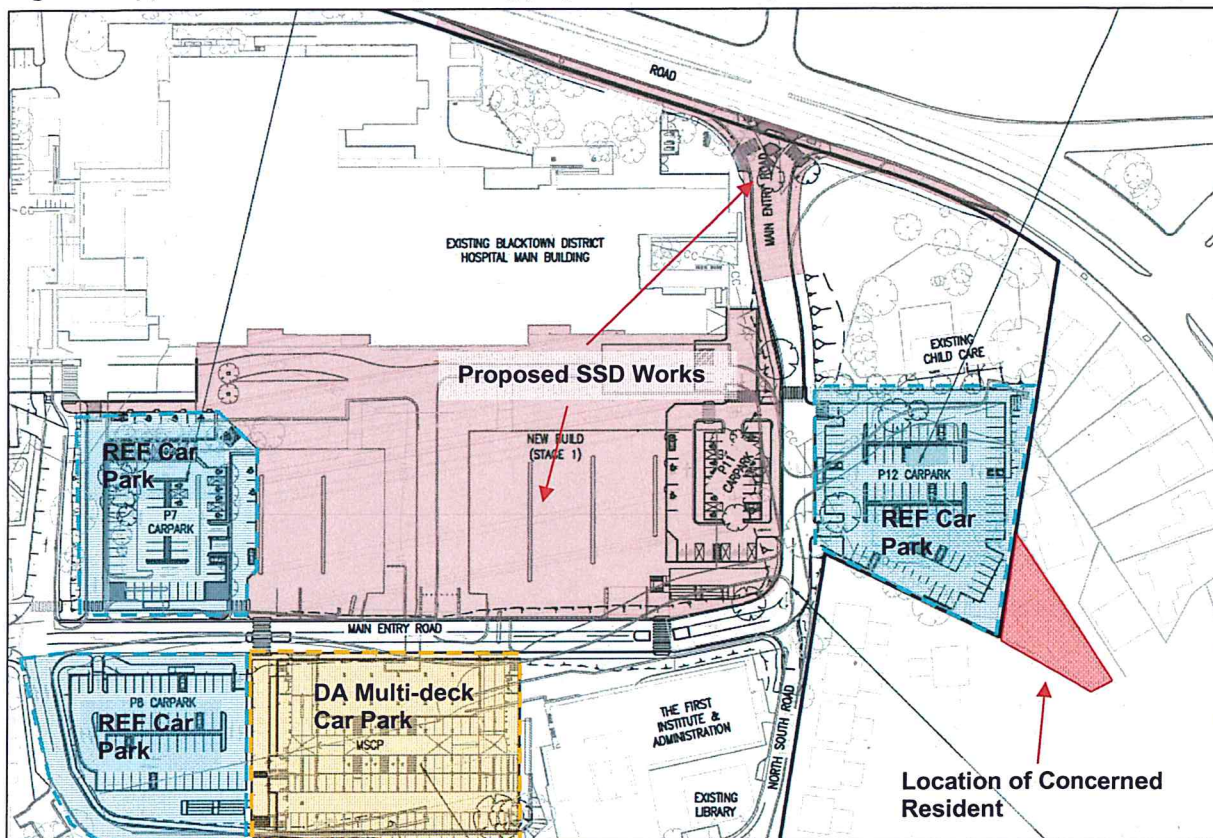 ROAD
MAIN ENTRY ROAD
EXISTING BLACKTOWN DISTRICT
HOSPITAL MAIN BUILDING
EXISTING
CHILD CARE
Proposed SSD Works
REF Car
Park
P7
CARPARK
NEW BUILD
(STAGE 1)
CARPARK
P12 CARPARK
REF Car
Park
MAIN ENTRY ROAD
P8 CARPARK
REF Car
Park
DA Multi-deck
Car Park
MSCP
THE FIRST
INSTITUTE &
ADMINISTRATION
NORTH SOUTH ROAD
EXISTING
LIBRARY
Location of Concerned
Resident